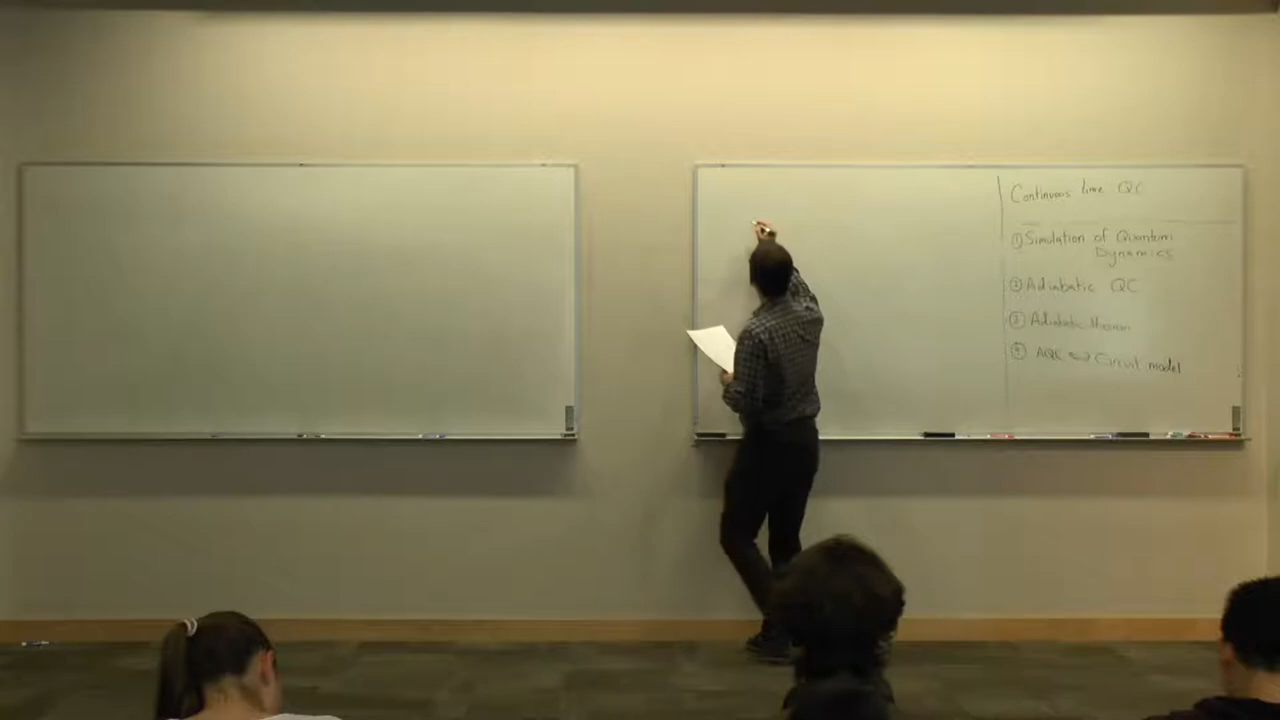 Continuous time QC
① Simulation of Quantum
Dynamics
② Adiabatic QC
③ Adiabatic theorem
④ AQC ↔ Circuit model